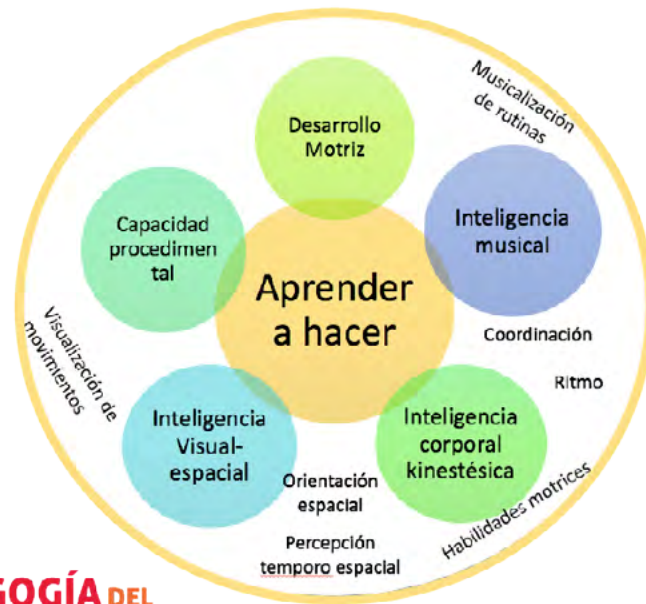 Musicalización
de rutinas
Desarrollo
Motriz
Capacidad
procedimen
tal
Inteligencia
musical
Aprender
a hacer
Coordinación
Ritmo
Visualización de
movimientos
Inteligencia
Visual-
espacial
Inteligencia
corporal
kinestésica
Orientación
espacial
Habilidades motrices
Percepción
temporo espacial
GOGÍA DEL